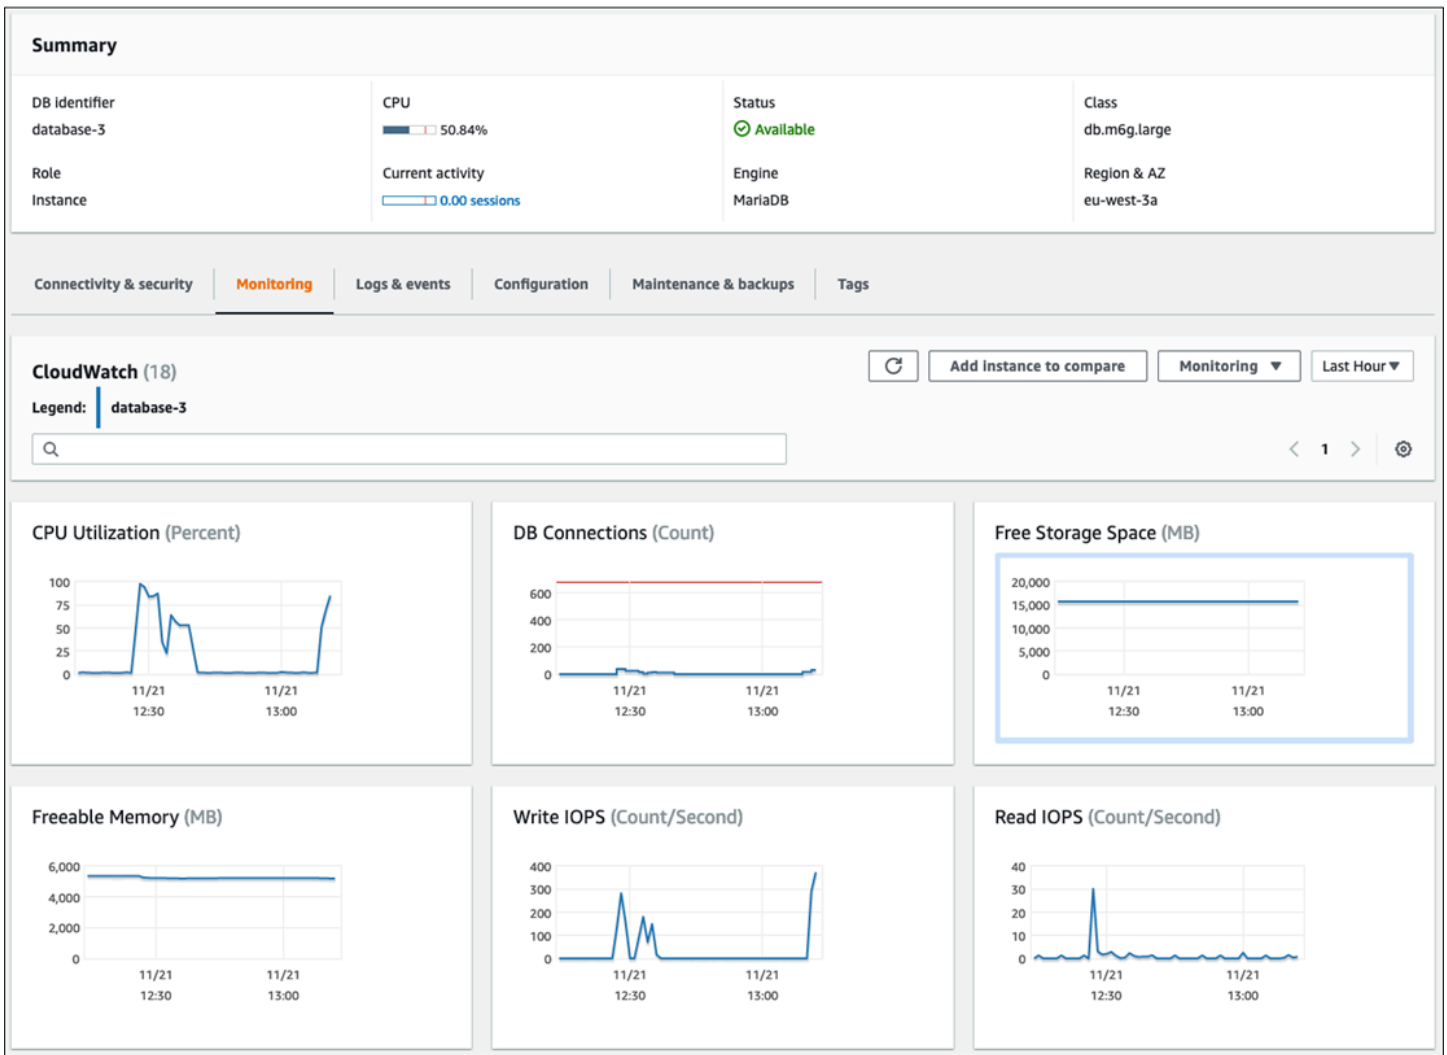 Summary
DB identifier
database-3
CPU
50.84%
Status
Available
Class
db.m6g.large
Role
Instance
Current activity
0.00 sessions
Engine
MariaDB
Region & AZ
eu-west-3a
Connectivity & security
Monitoring
Logs & events
Configuration
Maintenance & backups
Tags
CloudWatch (18)
Add instance to compare
Monitoring
Last Hour
Legend:
database-3
1
CPU Utilization (Percent)
100
75
50
25
0
11/21
12:30
11/21
13:00
DB Connections (Count)
600
400
200
0
11/21
12:30
11/21
13:00
Free Storage Space (MB)
20,000
15,000
10,000
5,000
0
11/21
12:30
11/21
13:00
Freeable Memory (MB)
6,000
4,000
2,000
0
11/21
12:30
11/21
13:00
Write IOPS (Count/Second)
400
300
200
100
0
11/21
12:30
11/21
13:00
Read IOPS (Count/Second)
40
30
20
10
0
11/21
12:30
11/21
13:00